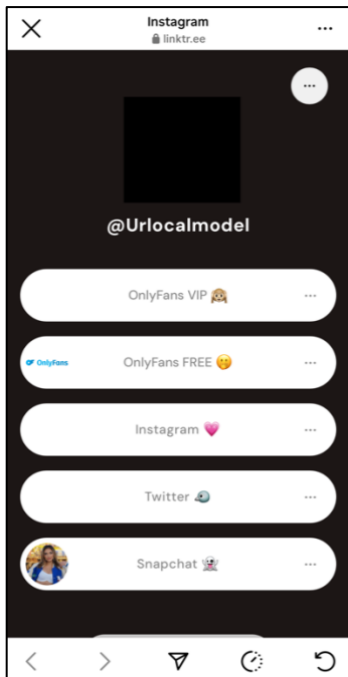 Instagram
linktr.ee
@Urlocalmodel
OnlyFans VIP 🙉
OnlyFans OnlyFans FREE 🤭
Instagram 💗
Twitter 🐦
Snapchat 👻